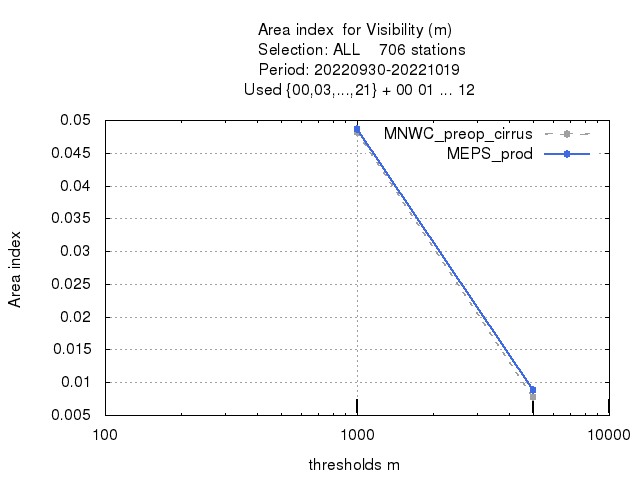 Area index  for Visibility (m)
Selection: ALL    706 stations
Period: 20220930-20221019
Used {00,03,...,21} + 00 01 ... 12
MNWC_preop_cirrus
MEPS_prod
0.05
0.045
0.04
0.035
0.03
0.025
0.02
0.015
0.01
0.005
Area index
100
1000
10000
thresholds m